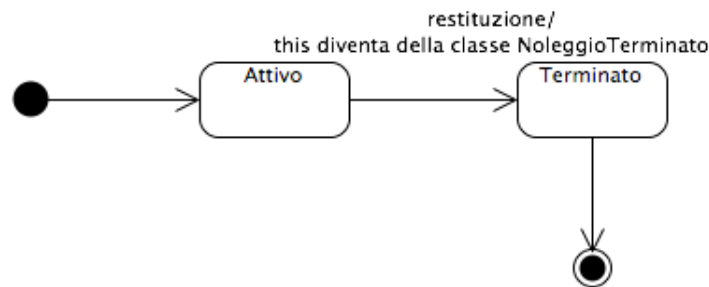 restituzione/
this diventa della classe NoleggioTerminato
Attivo
Terminato